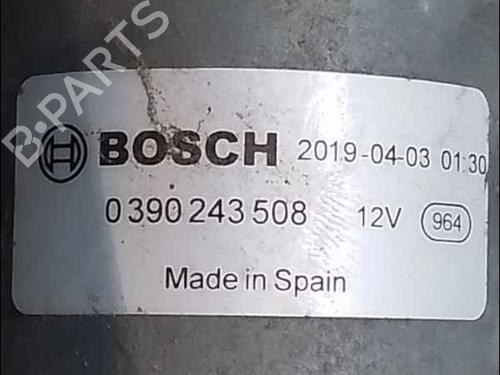 B·PARTS
BOSCH 2019-04-03 01:30
0 390 243 508 12V 964
Made in Spain